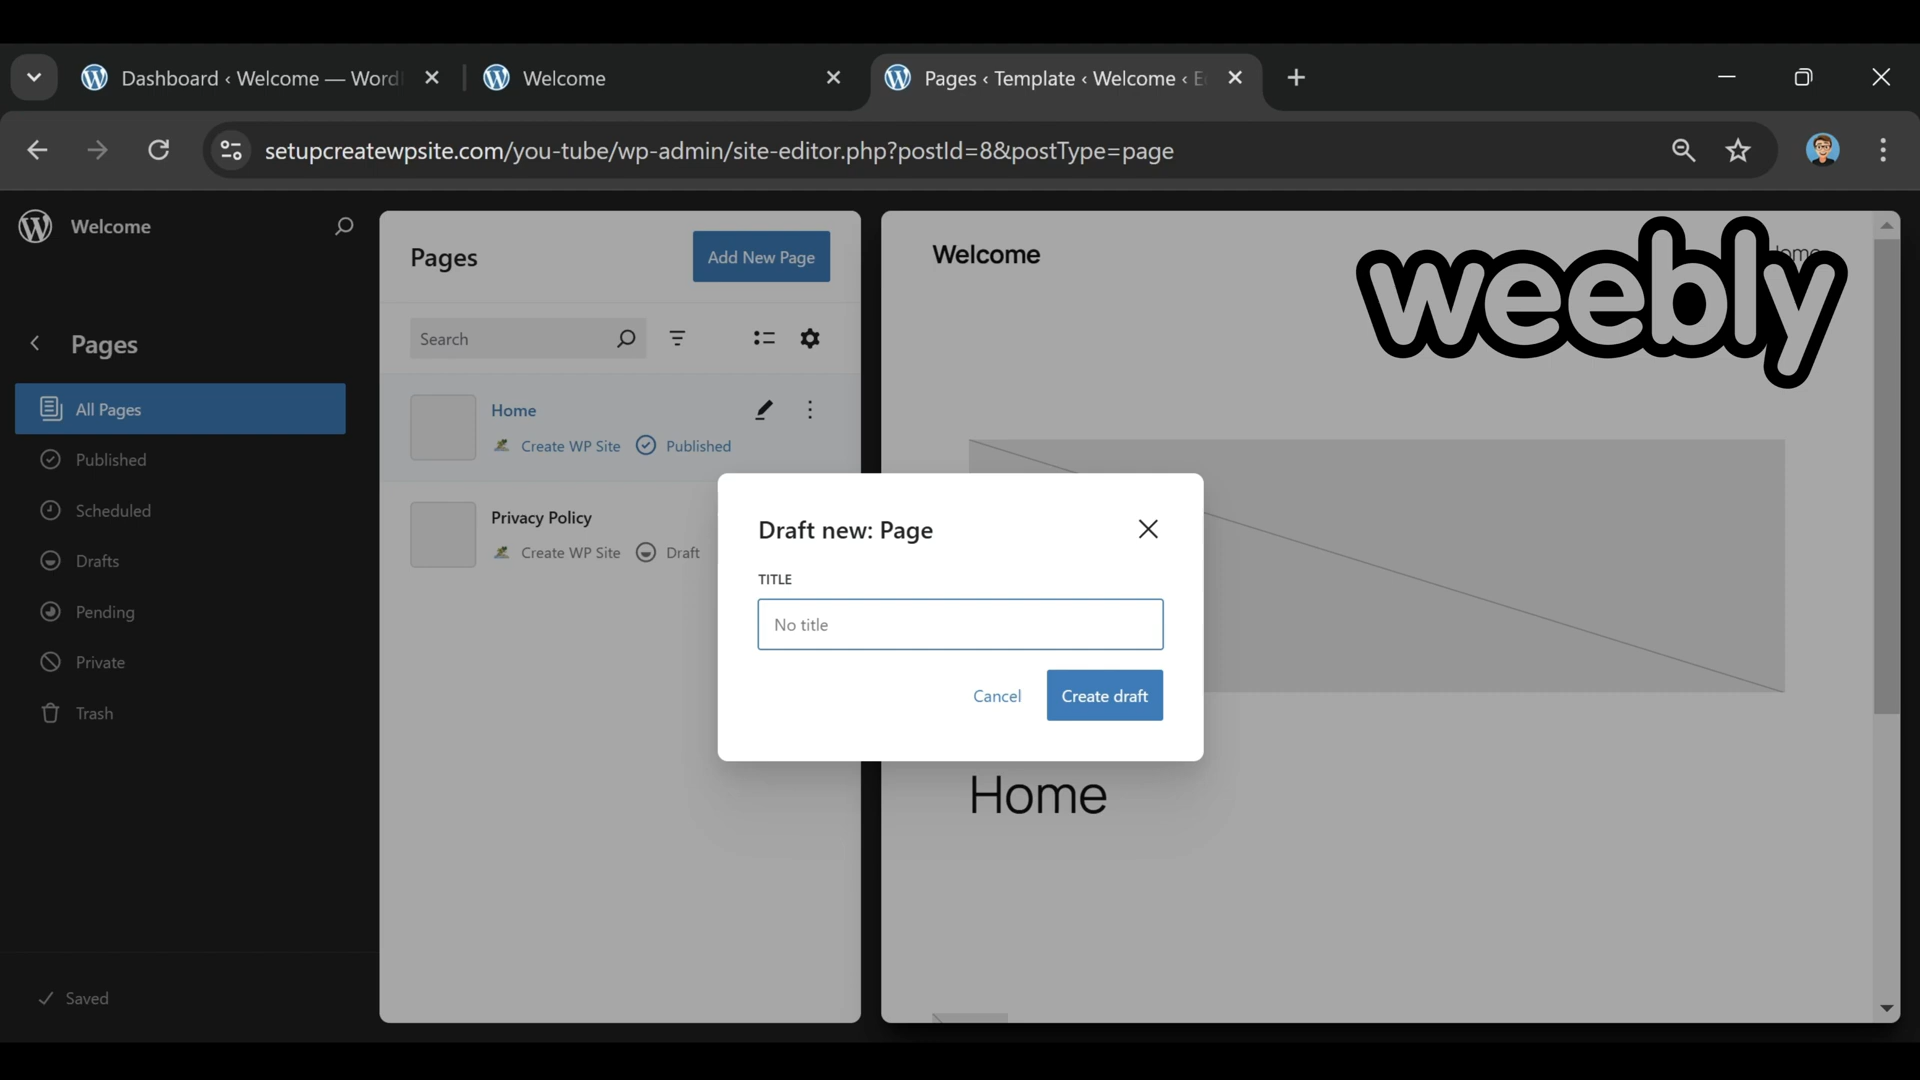 Dashboard ‹ Welcome — Word
Welcome
Pages ‹ Template ‹ Welcome ‹ E
setupcreatewpsite.com/you-tube/wp-admin/site-editor.php?postId=8&postType=page
Welcome
Pages
All Pages
Published
Scheduled
Drafts
Pending
Private
Trash
Saved
Pages
Add New Page
Search
Home
Create WP Site
Published
Privacy Policy
Create WP Site
Draft
Welcome
Home
weebly
Draft new: Page
TITLE
No title
Cancel
Create draft
Home